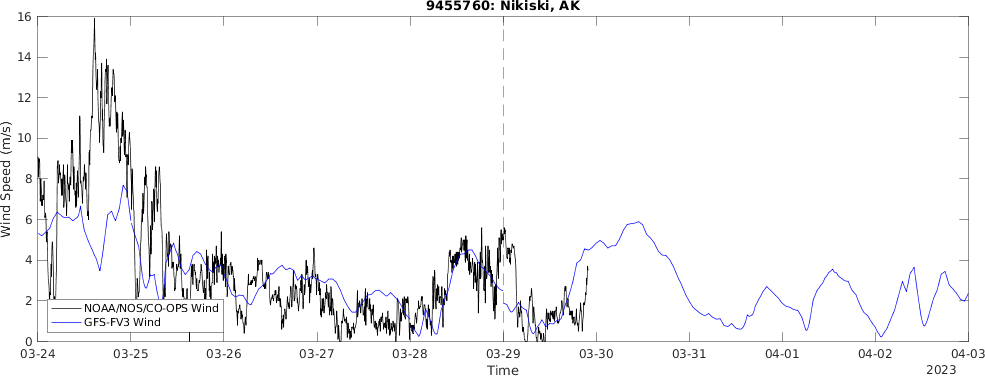 9455760: Nikiski, AK
Wind Speed (m/s)
16
14
12
10
8
6
4
2
0
NOAA/NOS/CO-OPS Wind
GFS-FV3 Wind
03-24 03-25 03-26 03-27 03-28 03-29 03-30 03-31 04-01 04-02 04-03
Time
2023